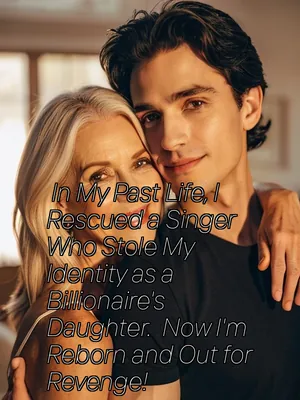 In My Past Life, I
Rescued a Singer
Who Stole My
Identity as a
Billionaire's
Daughter.  Now I'm
Reborn and Out for
Revenge!